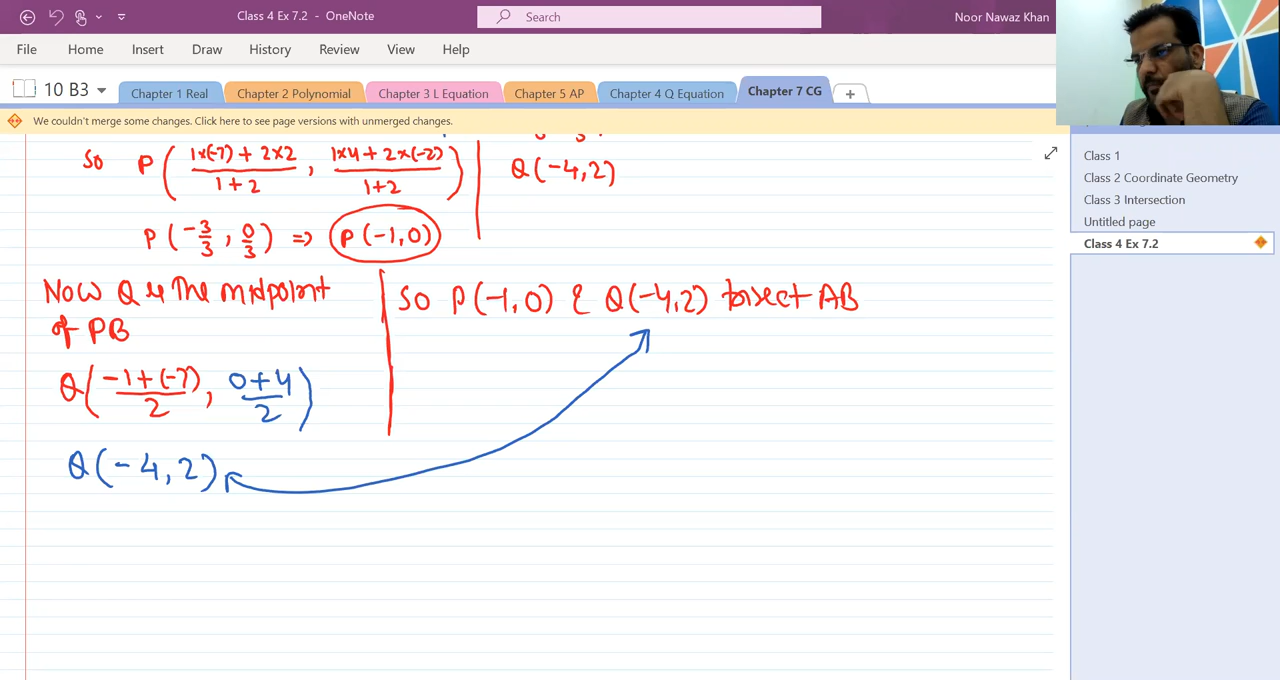 Class 4 Ex 7.2 - OneNote
Search
Noor Nawaz Khan
File Home Insert Draw History Review View Help
10 B3
Chapter 1 Real
Chapter 2 Polynomial
Chapter 3 L Equation
Chapter 5 AP
Chapter 4 Q Equation
Chapter 7 CG
We couldn't merge some changes. Click here to see page versions with unmerged changes.
Class 1
Class 2 Coordinate Geometry
Class 3 Intersection
Untitled page
Class 4 Ex 7.2
So P(1×(-7)+2×2/1+2, 1×4+2×(-2)/1+2)
P(-3/3, 0/3) => P(-1,0)
Q(-4,2)
Now Q is The midpoint
of PB
Q(-1+(-7)/2, 0+4/2)
Q(-4,2)
So P(-1,0) & Q(-4,2) trisect AB